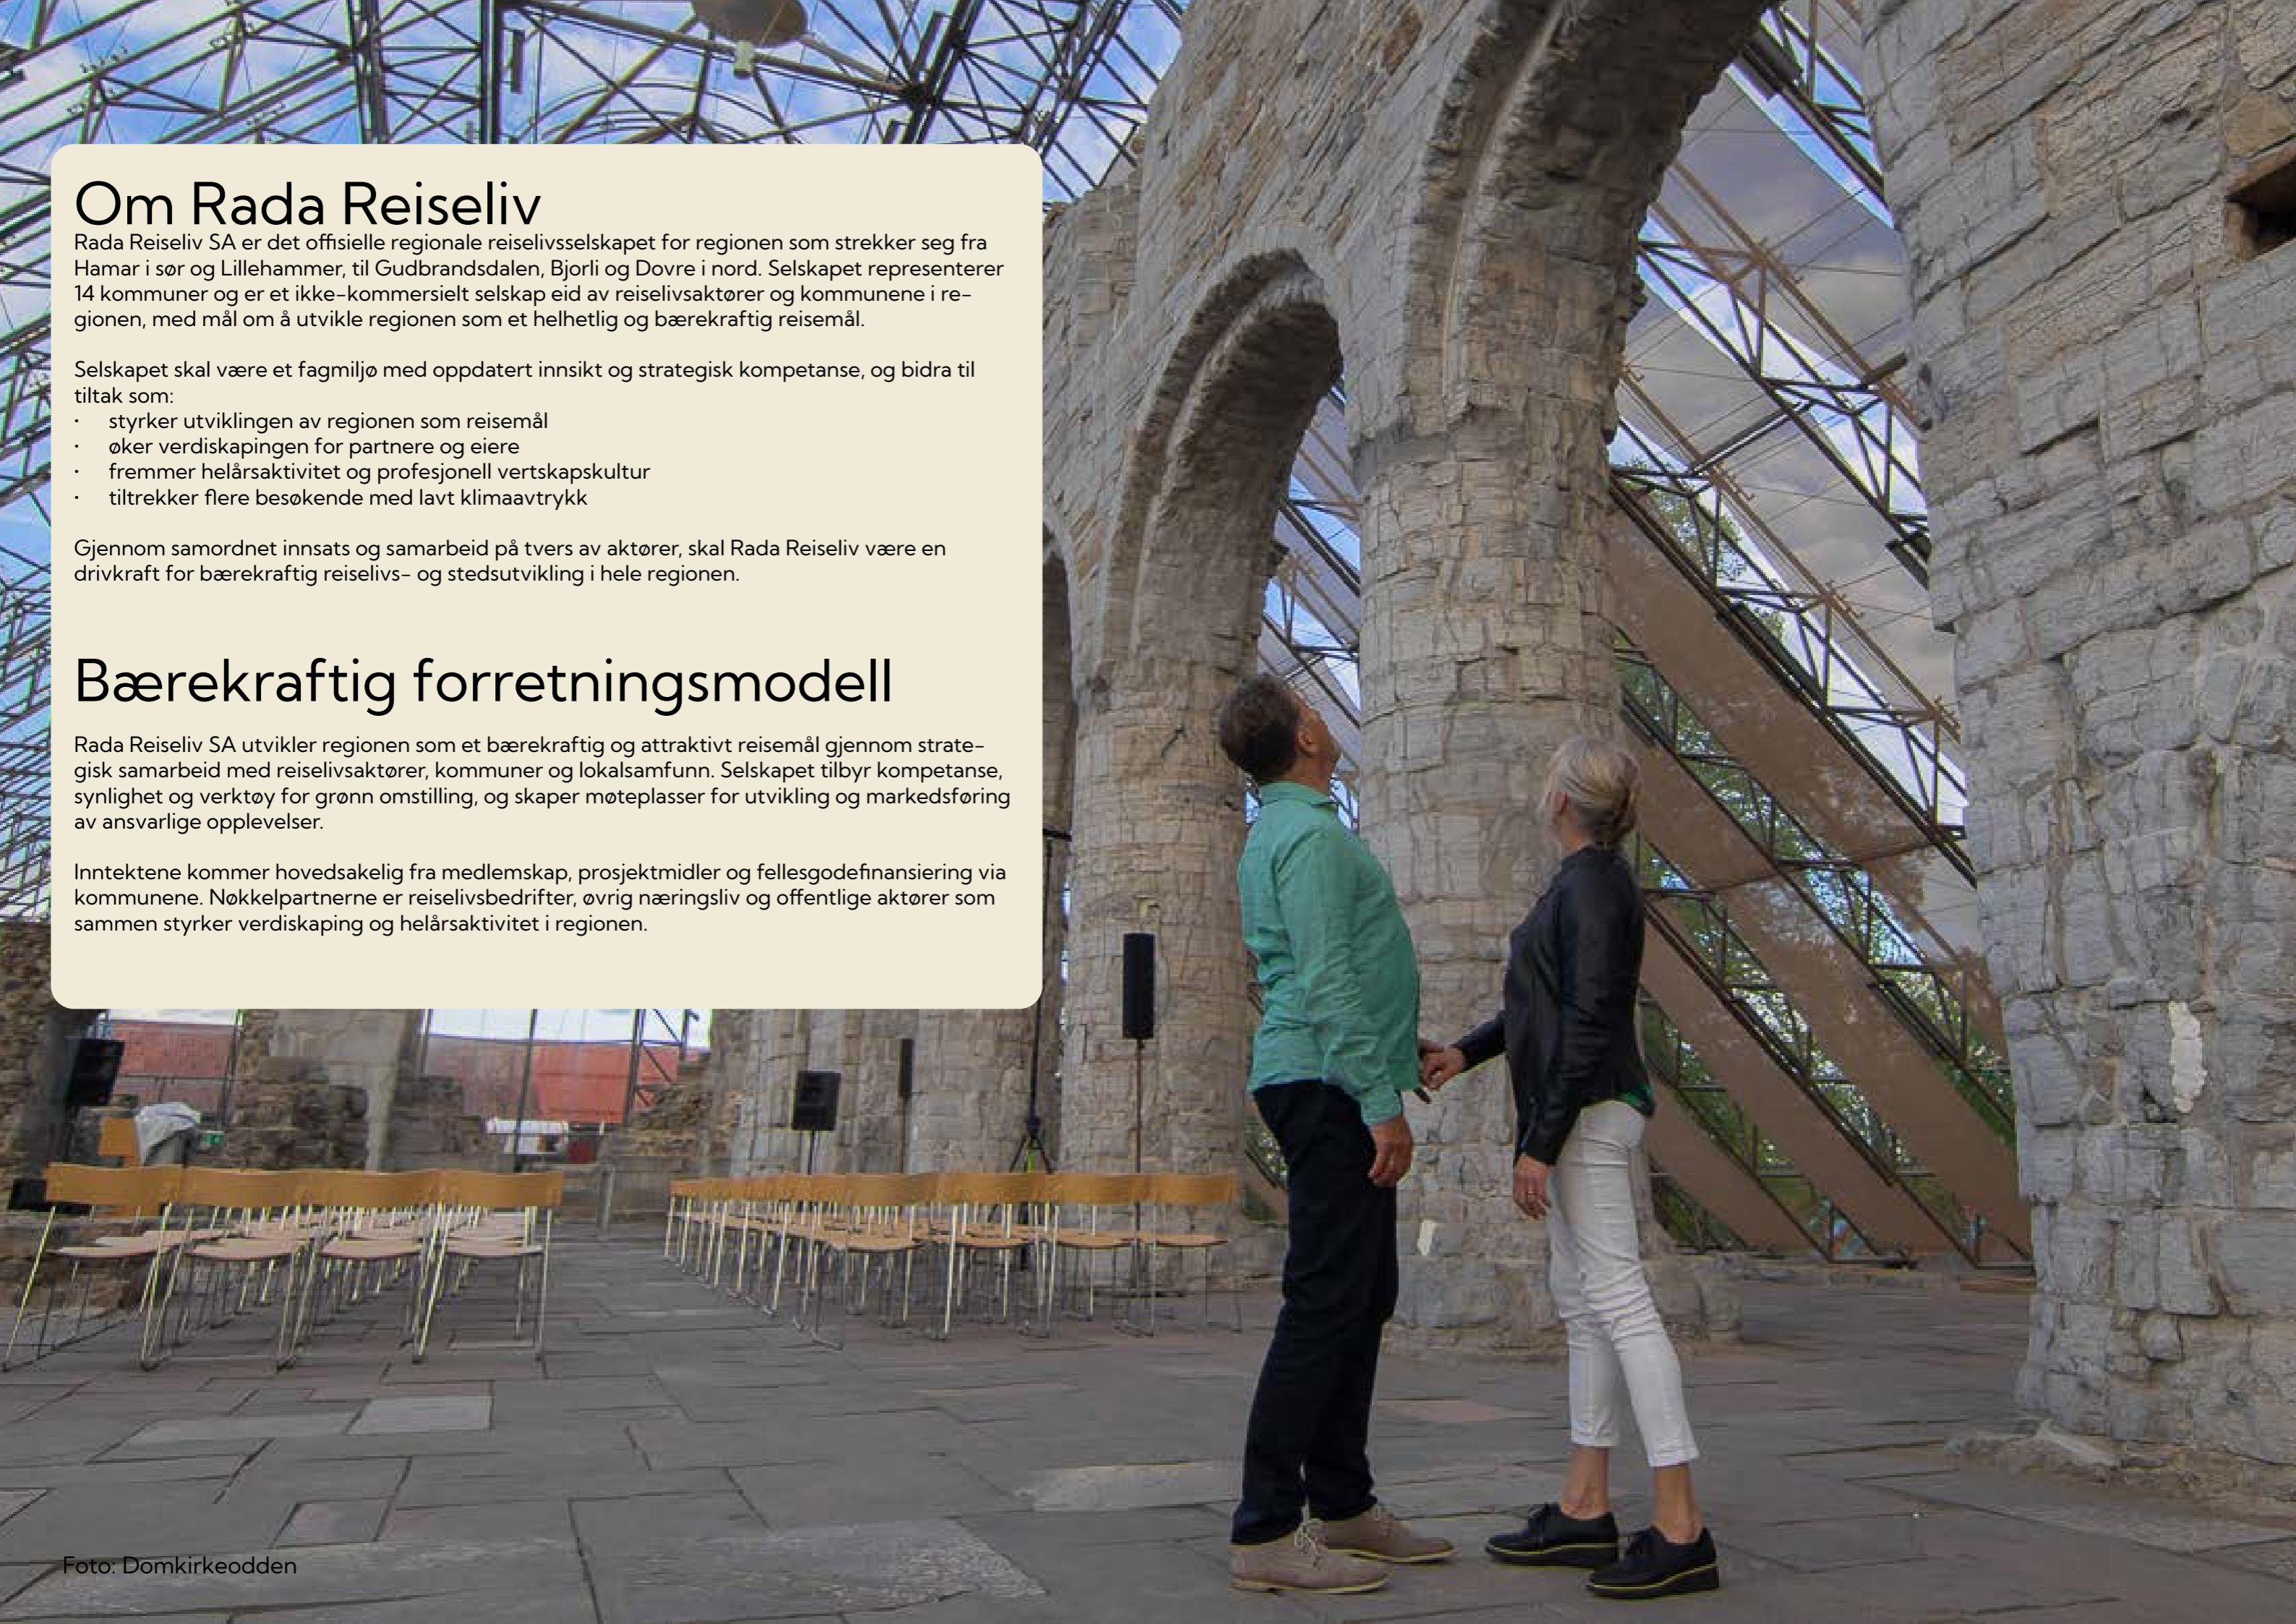 Om Rada Reiseliv
Rada Reiseliv SA er det offisielle regionale reiselivsselskapet for regionen som strekker seg fra
Hamar i sør og Lillehammer, til Gudbrandsdalen, Bjorli og Dovre i nord. Selskapet representerer
14 kommuner og er et ikke-kommersielt selskap eid av reiselivsaktører og kommunene i re-
gionen, med mål om å utvikle regionen som et helhetlig og bærekraftig reisemål.
Selskapet skal være et fagmiljø med oppdatert innsikt og strategisk kompetanse, og bidra til
tiltak som:
· styrker utviklingen av regionen som reisemål
· øker verdiskapingen for partnere og eiere
· fremmer helårsaktivitet og profesjonell vertskapskultur
· tiltrekker flere besøkende med lavt klimaavtrykk
Gjennom samordnet innsats og samarbeid på tvers av aktører, skal Rada Reiseliv være en
drivkraft for bærekraftig reiselivs- og stedsutvikling i hele regionen.
Bærekraftig forretningsmodell
Rada Reiseliv SA utvikler regionen som et bærekraftig og attraktivt reisemål gjennom strate-
gisk samarbeid med reiselivsaktører, kommuner og lokalsamfunn. Selskapet tilbyr kompetanse,
synlighet og verktøy for grønn omstilling, og skaper møteplasser for utvikling og markedsføring
av ansvarlige opplevelser.
Inntektene kommer hovedsakelig fra medlemskap, prosjektmidler og fellesgodefinansiering via
kommunene. Nøkkelpartnerne er reiselivsbedrifter, øvrig næringsliv og offentlige aktører som
sammen styrker verdiskaping og helårsaktivitet i regionen.
Foto: Domkirkeodden